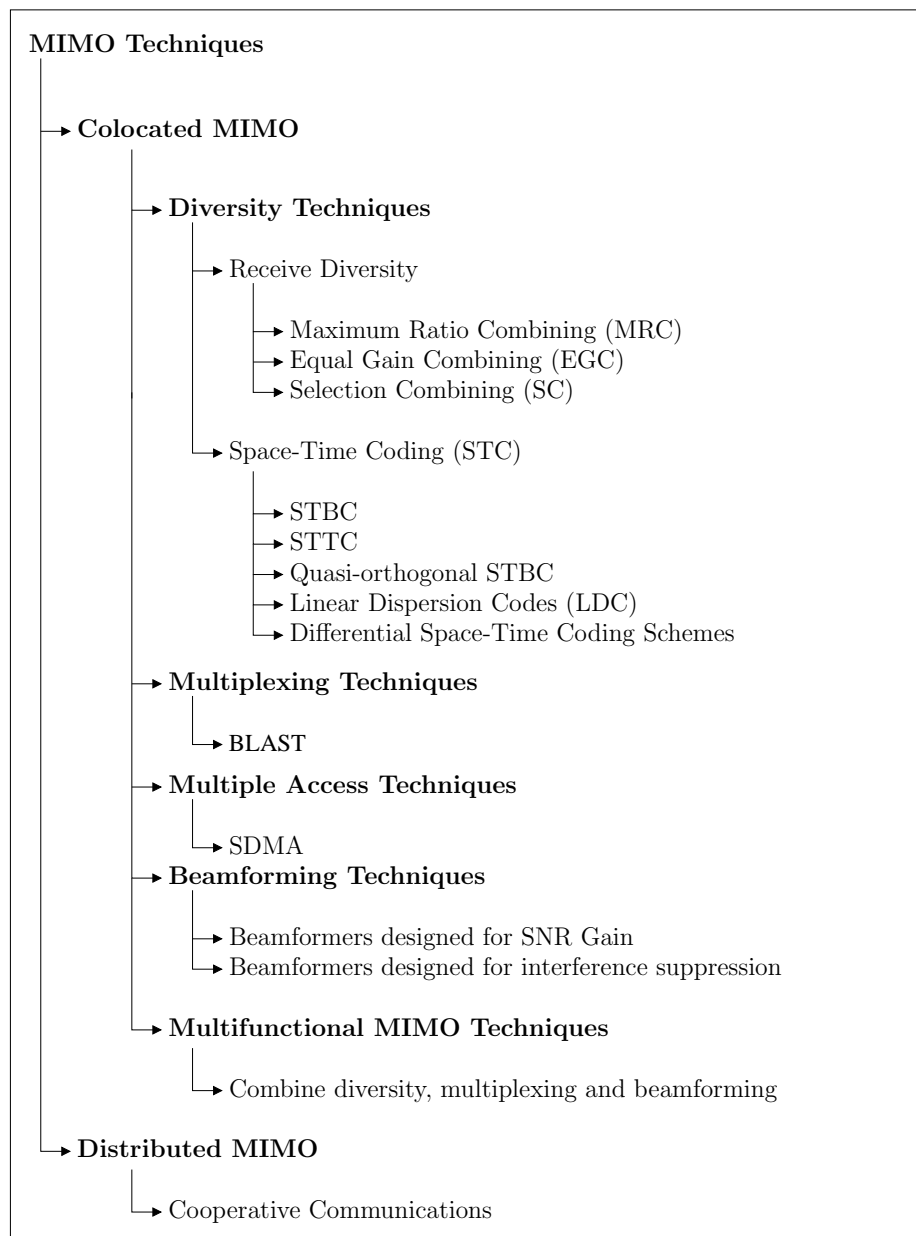 MIMO Techniques
Colocated MIMO
Diversity Techniques
Receive Diversity
Maximum Ratio Combining (MRC)
Equal Gain Combining (EGC)
Selection Combining (SC)
Space-Time Coding (STC)
STBC
STTC
Quasi-orthogonal STBC
Linear Dispersion Codes (LDC)
Differential Space-Time Coding Schemes
Multiplexing Techniques
BLAST
Multiple Access Techniques
SDMA
Beamforming Techniques
Beamformers designed for SNR Gain
Beamformers designed for interference suppression
Multifunctional MIMO Techniques
Combine diversity, multiplexing and beamforming
Distributed MIMO
Cooperative Communications